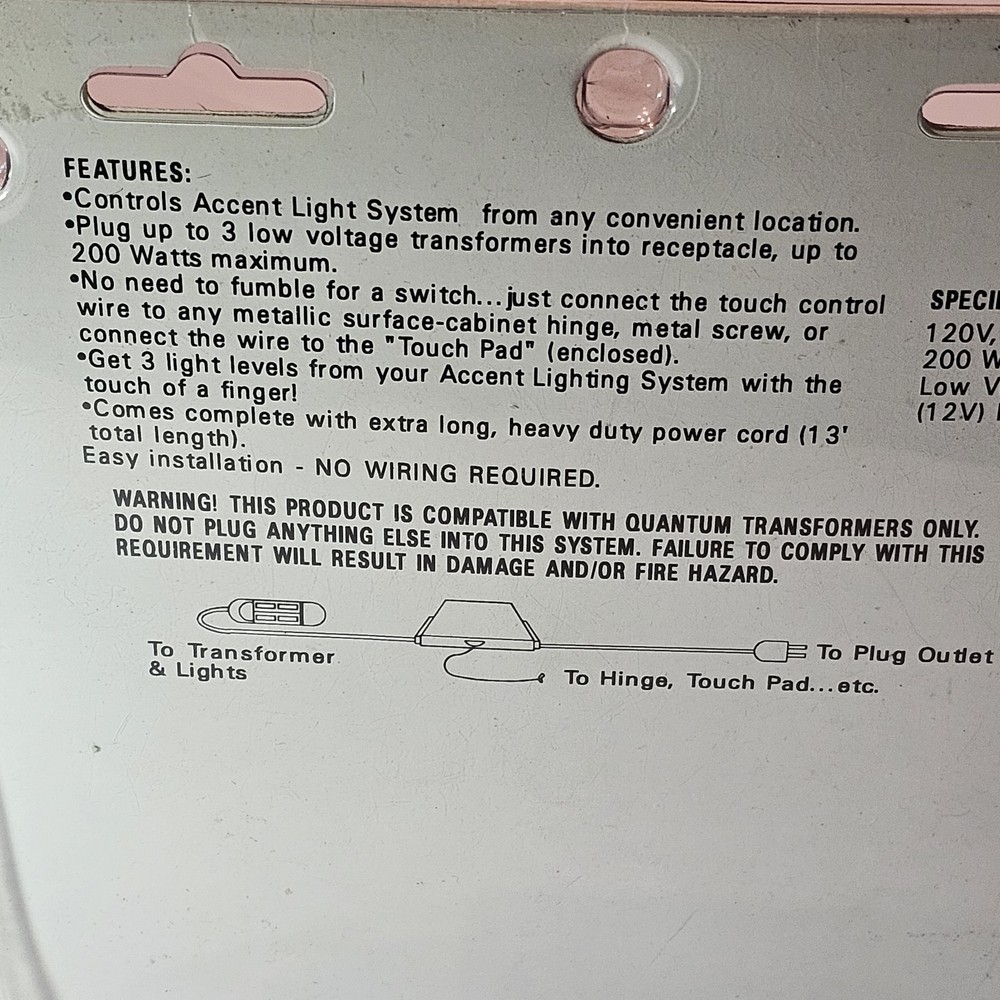 FEATURES:
•Controls Accent Light System from any convenient location.
•Plug up to 3 low voltage transformers into receptacle, up to
200 Watts maximum.
•No need to fumble for a switch...just connect the touch control
wire to any metallic surface-cabinet hinge, metal screw, or
connect the wire to the "Touch Pad" (enclosed).
•Get 3 light levels from your Accent Lighting System with the
touch of a finger!
•Comes complete with extra long, heavy duty power cord (13'
total length).
Easy installation - NO WIRING REQUIRED.
WARNING! THIS PRODUCT IS COMPATIBLE WITH QUANTUM TRANSFORMERS ONLY.
DO NOT PLUG ANYTHING ELSE INTO THIS SYSTEM. FAILURE TO COMPLY WITH THIS
REQUIREMENT WILL RESULT IN DAMAGE AND/OR FIRE HAZARD.
To Transformer
& Lights
To Plug Outlet
To Hinge, Touch Pad...etc.
120V,
200 W
Low V
(12V)